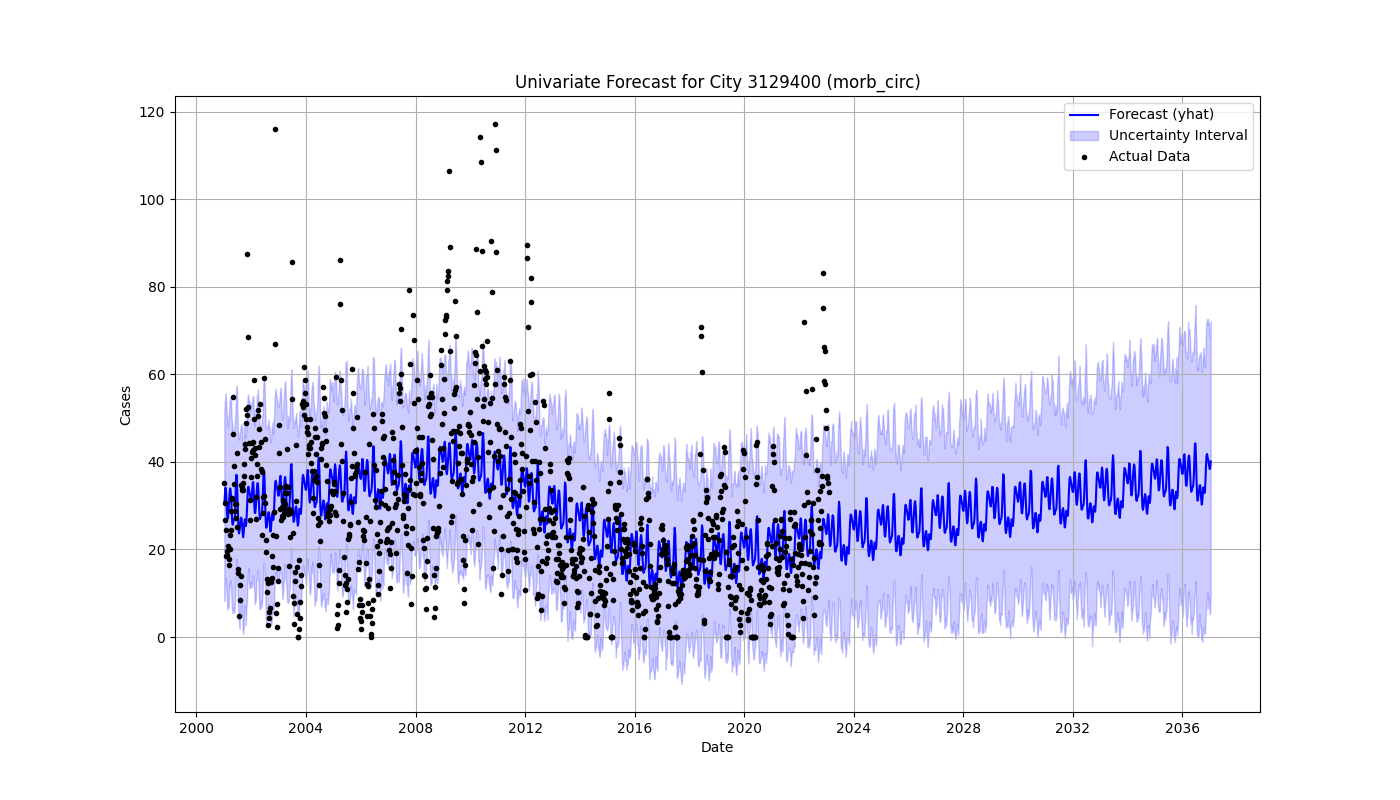 Univariate Forecast for City 3129400 (morb_circ)
Forecast (yhat)
Uncertainty Interval
Actual Data
120
100
80
60
40
20
0
Cases
2000 2004 2008 2012 2016 2020 2024 2028 2032 2036
Date